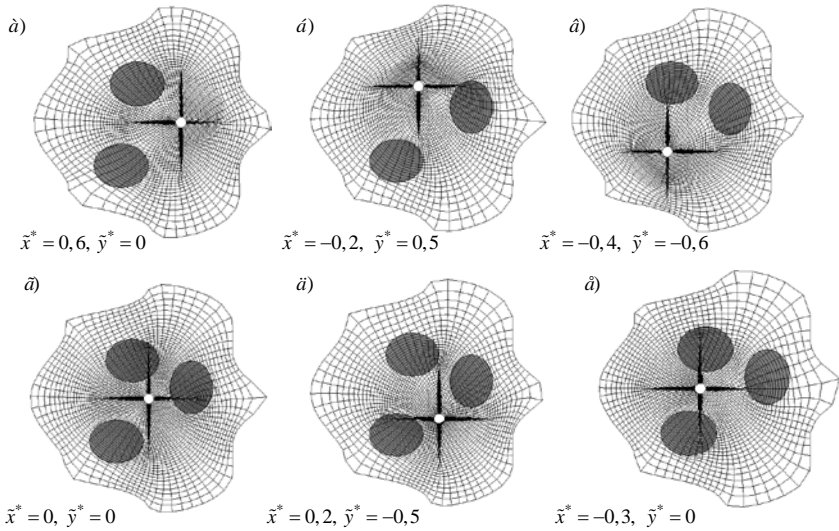 à) á) â)
x̃* = 0,6, ỹ* = 0 x̃* = −0,2, ỹ* = 0,5 x̃* = −0,4, ỹ* = −0,6
ã) ä) å)
x̃* = 0, ỹ* = 0 x̃* = 0,2, ỹ* = −0,5 x̃* = −0,3, ỹ* = 0